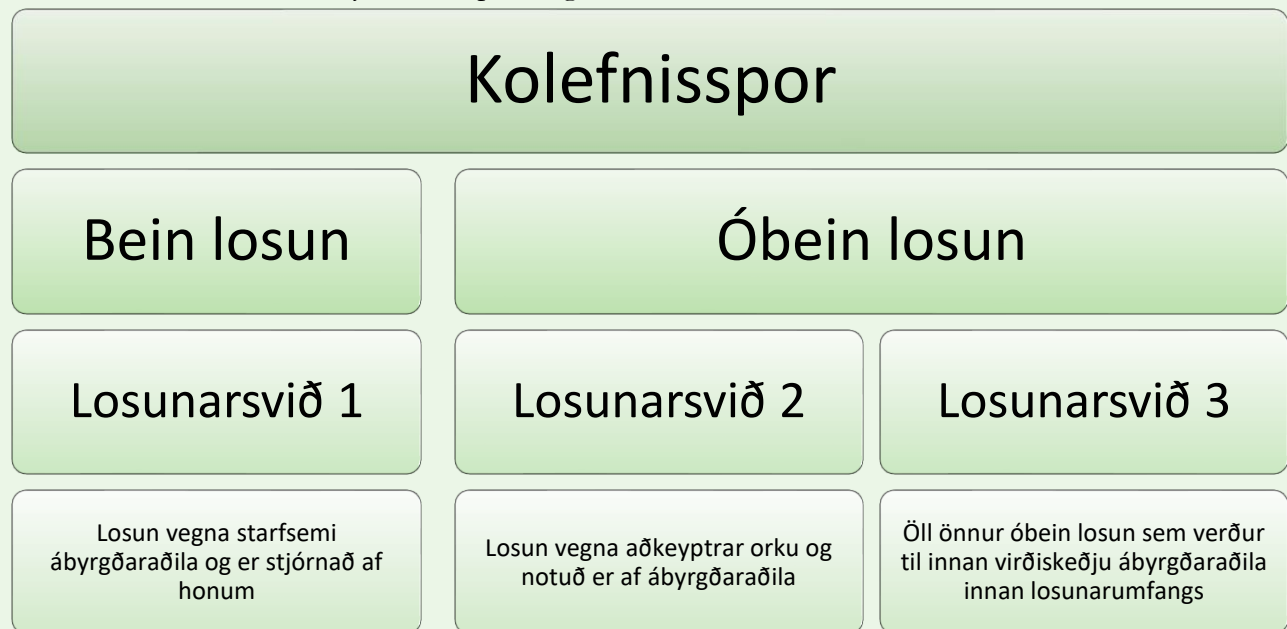 Kolefnisspor
Bein losun
Óbein losun
Losunarsvið 1
Losunarsvið 2
Losunarsvið 3
Losun vegna starfsemi
ábyrgðaraðila og er stjórnað af
honum
Losun vegna aðkeyptrar orku og
notuð er af ábyrgðaraðila
Öll önnur óbein losun sem verður
til innan virðiskeðju ábyrgðaraðila
innan losunarumfangs